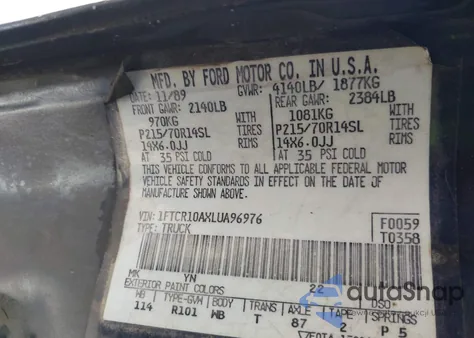 MFD. BY FORD MOTOR CO. IN U.S.A.
DATE: 11/89 GVWR: 4140LB/ 1877KG
FRONT GAWR: 2140LB REAR GAWR: 2384LB
970KG 1081KG WITH
P215/70R14SL TIRES P215/70R14SL TIRES
14X6.0JJ RIMS 14X6.0JJ RIMS
AT 35 PSI COLD AT 35 PSI COLD
THIS VEHICLE CONFORMS TO ALL APPLICABLE FEDERAL MOTOR
VEHICLE SAFETY STANDARDS IN EFFECT ON THE DATE OF
MANUFACTURE SHOWN ABOVE.
VIN: 1FTCR10AXLUA96976 F0059
TYPE: TRUCK T0358
MK YN 22
EXTERIOR PAINT COLORS DSO
WB TYPE-GVW BODY TRANS AXLE TAPE SPRINGS
114 R101 WB T 87 2 P 5
AutoSnap